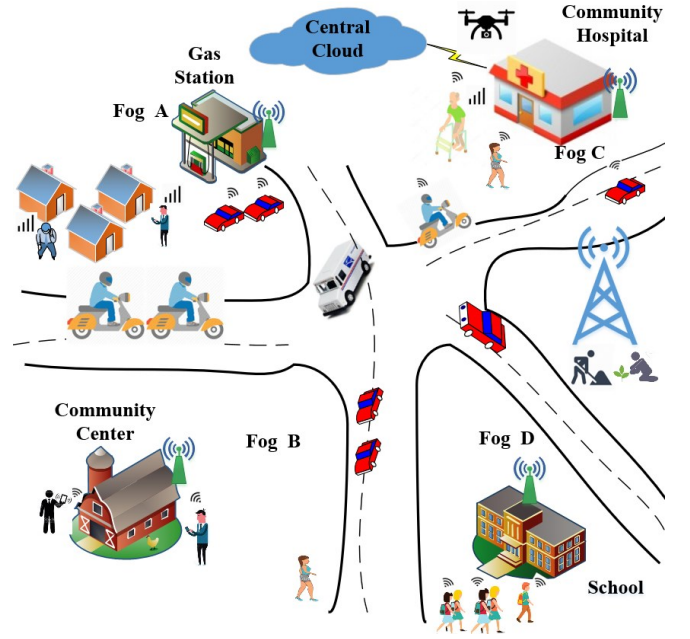 Central
Cloud
Community
Hospital
Gas
Station
Fog A
Fog C
Community
Center
Fog B
Fog D
School